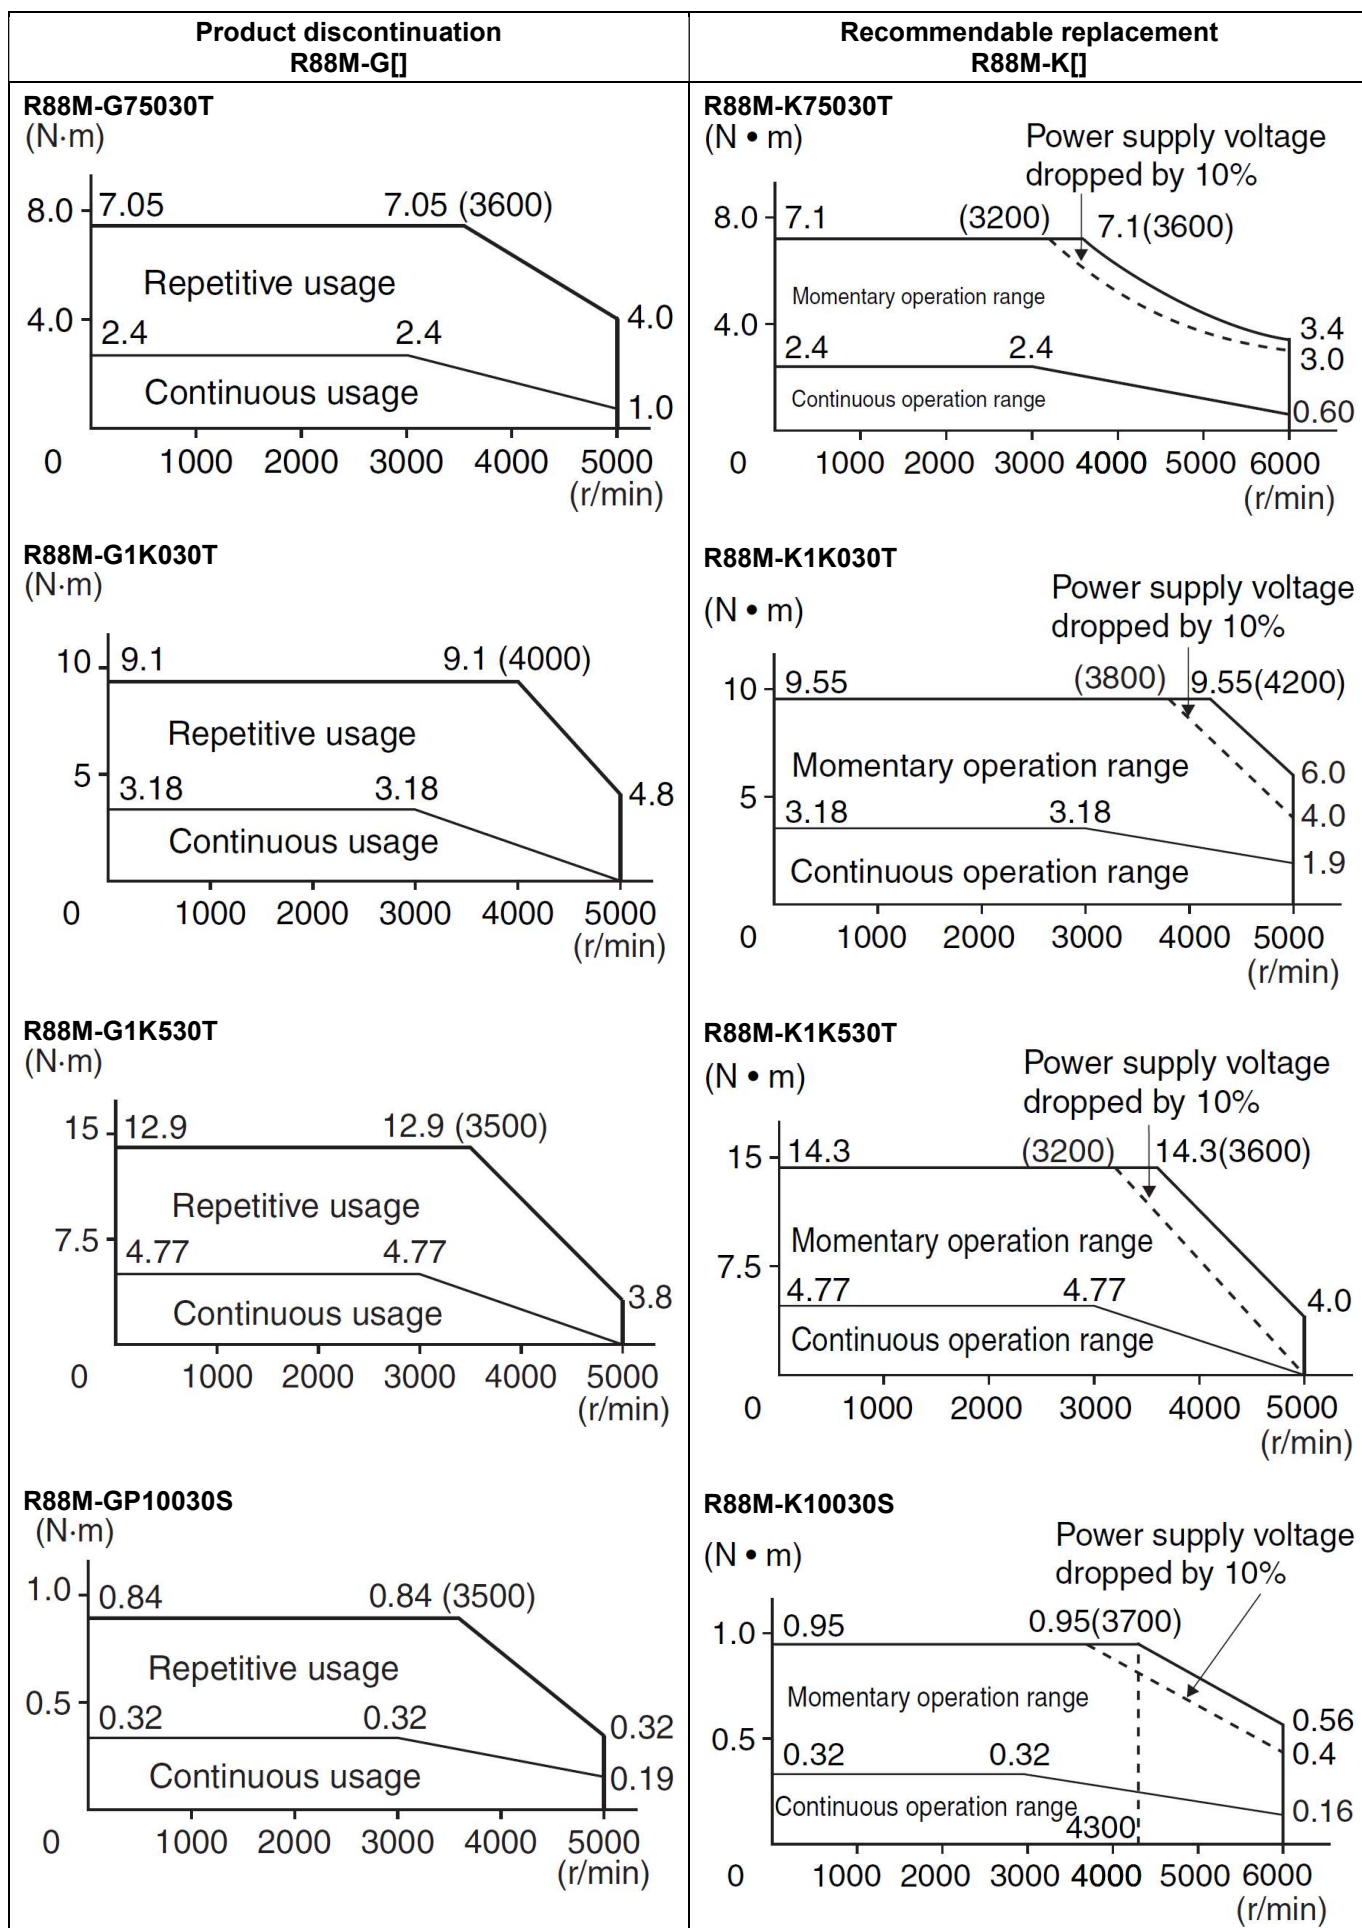 Product discontinuation
R88M-G[]
Recommendable replacement
R88M-K[]
R88M-G75030T
(N·m)
8.0
7.05
7.05 (3600)
Repetitive usage
4.0
2.4
2.4
4.0
Continuous usage
1.0
0 1000 2000 3000 4000 5000
(r/min)
R88M-K75030T
(N • m)
Power supply voltage
dropped by 10%
8.0
7.1
(3200)
7.1(3600)
Momentary operation range
4.0
2.4
2.4
3.4
3.0
Continuous operation range
0.60
0 1000 2000 3000 4000 5000 6000
(r/min)
R88M-G1K030T
(N·m)
10
9.1
9.1 (4000)
Repetitive usage
5
3.18
3.18
4.8
Continuous usage
0 1000 2000 3000 4000 5000
(r/min)
R88M-K1K030T
(N • m)
Power supply voltage
dropped by 10%
10
9.55
(3800)
9.55(4200)
Momentary operation range
6.0
5
3.18
3.18
4.0
Continuous operation range
1.9
0 1000 2000 3000 4000 5000
(r/min)
R88M-G1K530T
(N·m)
15
12.9
12.9 (3500)
Repetitive usage
7.5
4.77
4.77
3.8
Continuous usage
0 1000 2000 3000 4000 5000
(r/min)
R88M-K1K530T
(N • m)
Power supply voltage
dropped by 10%
15
14.3
(3200)
14.3(3600)
Momentary operation range
7.5
4.77
4.77
4.0
Continuous operation range
0 1000 2000 3000 4000 5000
(r/min)
R88M-GP10030S
(N·m)
1.0
0.84
0.84 (3500)
Repetitive usage
0.5
0.32
0.32
0.32
Continuous usage
0.19
0 1000 2000 3000 4000 5000
(r/min)
R88M-K10030S
(N • m)
Power supply voltage
dropped by 10%
1.0
0.95
0.95(3700)
Momentary operation range
0.56
0.5
0.32
0.32
0.4
Continuous operation range
4300
0.16
0 1000 2000 3000 4000 5000 6000
(r/min)